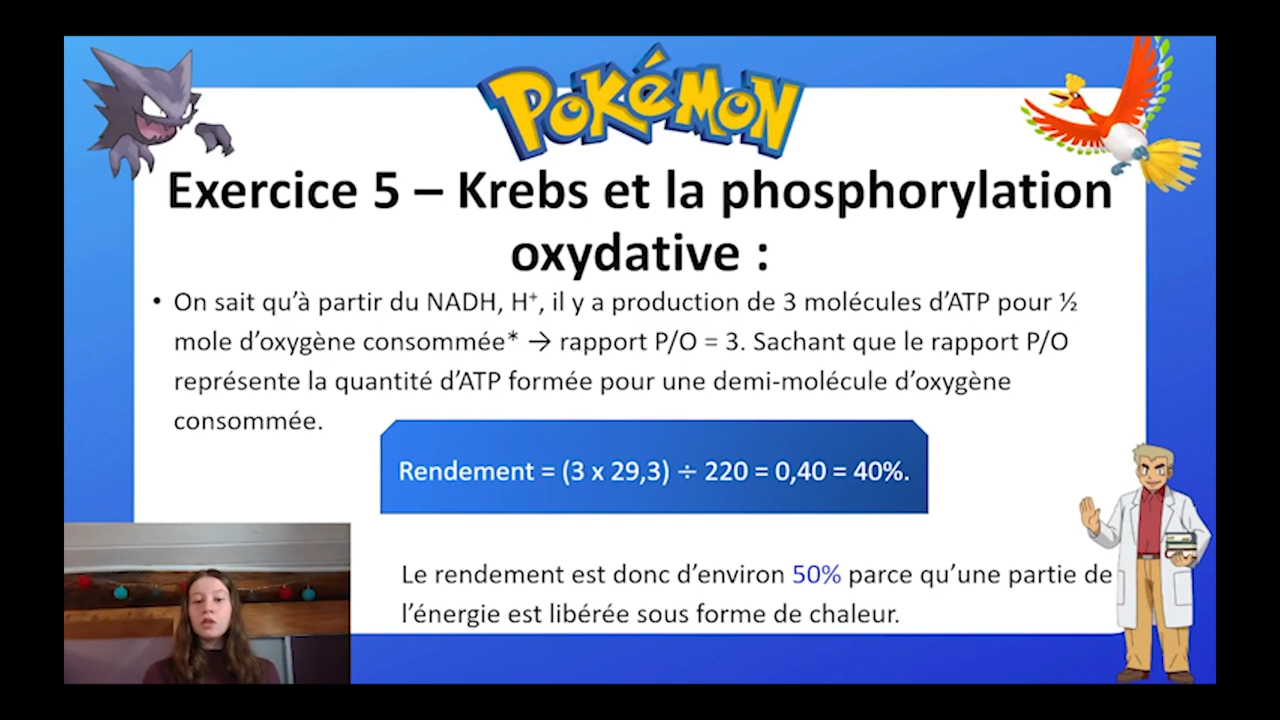 POKéMON
Exercice 5 – Krebs et la phosphorylation
oxydative :
• On sait qu’à partir du NADH, H⁺, il y a production de 3 molécules d’ATP pour ½
mole d’oxygène consommée* → rapport P/O = 3. Sachant que le rapport P/O
représente la quantité d’ATP formée pour une demi-molécule d’oxygène
consommée.
Rendement = (3 x 29,3) ÷ 220 = 0,40 = 40%.
Le rendement est donc d’environ 50% parce qu’une partie de
l’énergie est libérée sous forme de chaleur.